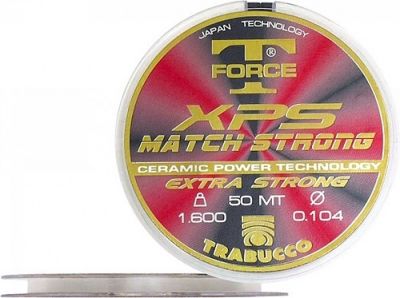 JAPAN TECHNOLOGY
T ®
FORCE
XPS
MATCH STRONG
CERAMIC POWER TECHNOLOGY
EXTRA STRONG
50 MT Ø
1.600 0.104
TRABUCCO